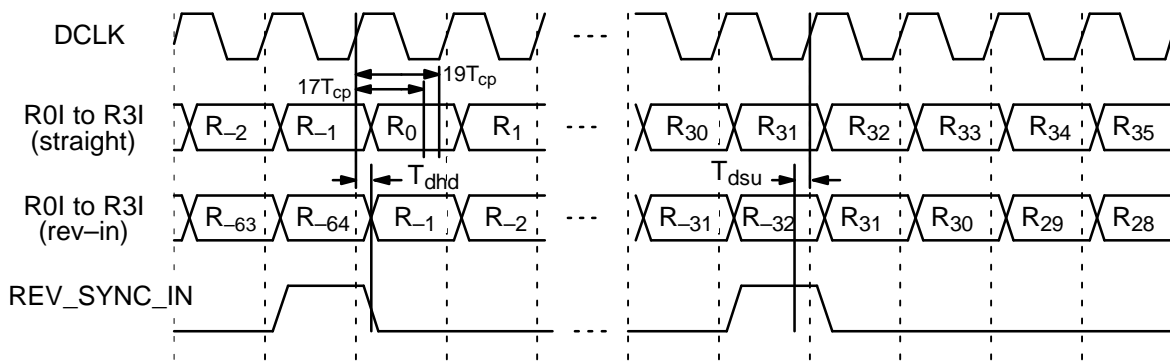 DCLK
19Tcp
17Tcp
R0I to R3I
(straight)
R–2 R–1 R0 R1 R30 R31 R32 R33 R34 R35
Tdhd
Tdsu
R0I to R3I
(rev–in)
R–63 R–64 R–1 R–2 R–31 R–32 R31 R30 R29 R28
REV_SYNC_IN